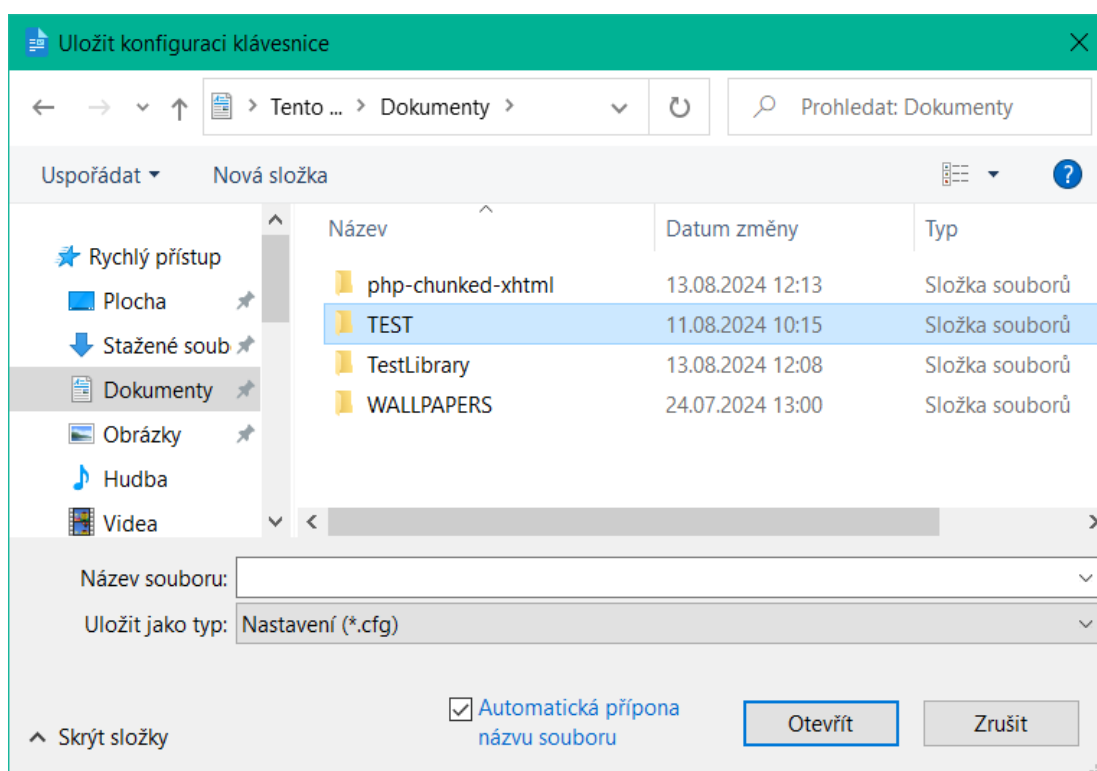 Uložit konfiguraci klávesnice
Tento ... Dokumenty
Prohledat: Dokumenty
Uspořádat
Nová složka
?
Rychlý přístup
Plocha
Stažené soub
Dokumenty
Obrázky
Hudba
Videa
Název Datum změny Typ
php-chunked-xhtml 13.08.2024 12:13 Složka souborů
TEST 11.08.2024 10:15 Složka souborů
TestLibrary 13.08.2024 12:08 Složka souborů
WALLPAPERS 24.07.2024 13:00 Složka souborů
Název souboru:
Uložit jako typ: Nastavení (*.cfg)
Skrýt složky
Automatická přípona
názvu souboru
Otevřít
Zrušit